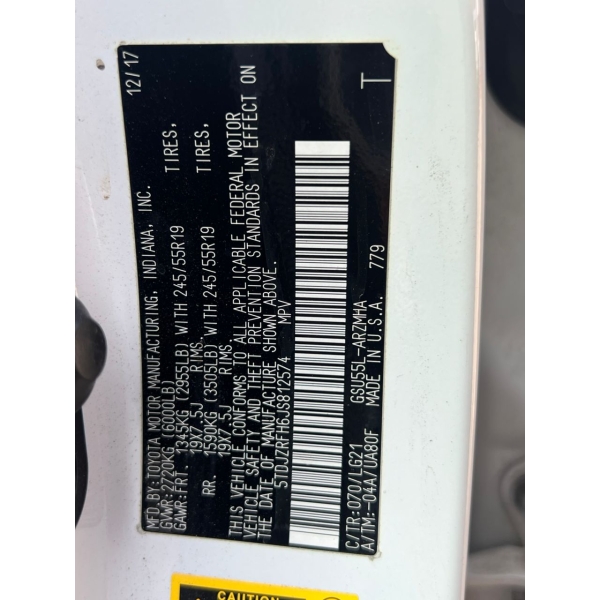 MFD.BY:TOYOTA MOTOR MANUFACTURING, INDIANA, INC. 12/17
GVWR: 2720KG (6000LB)
GAWR:FRT. 1345KG (2955LB) WITH 245/55R19 TIRES,
19X7.5J RIMS,
RR. 1590KG (3505LB) WITH 245/55R19 TIRES,
19X7.5J RIMS.
THIS VEHICLE CONFORMS TO ALL APPLICABLE FEDERAL MOTOR
VEHICLE SAFETY AND THEFT PREVENTION STANDARDS IN EFFECT ON
THE DATE OF MANUFACTURE SHOWN ABOVE.
5TDJZRFH6JS812574 MPV
C/TR:070/LG21 GSU55L-ARZMHA T
A/TM:-04A/UA80F MADE IN U.S.A. 779
CAUTION